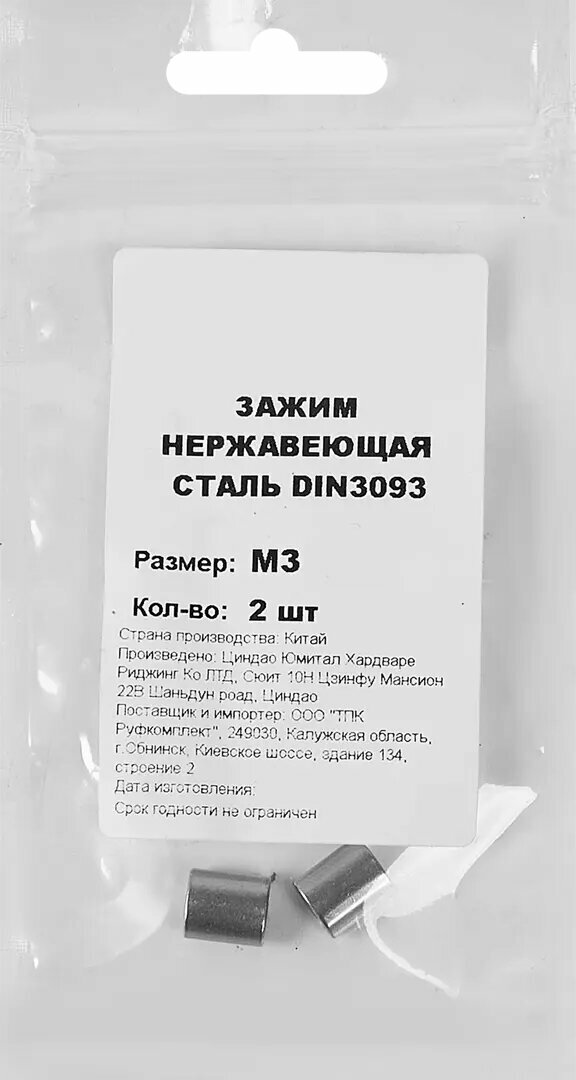 ЗАЖИМ
НЕРЖАВЕЮЩАЯ
СТАЛЬ DIN3093
Размер: М3
Кол-во: 2 шт
Страна производства: Китай
Произведено: Циндао Юмитал Хардваре
Риджинг Ко ЛТД, Сюит 10Н Цзинфу Мансион
22В Шаньдун роад, Циндао
Поставщик и импортер: ООО "ТПК
Руфкомплект", 249030, Калужская область,
г.Обнинск, Киевское шоссе, здание 134,
строение 2
Дата изготовления:
Срок годности не ограничен